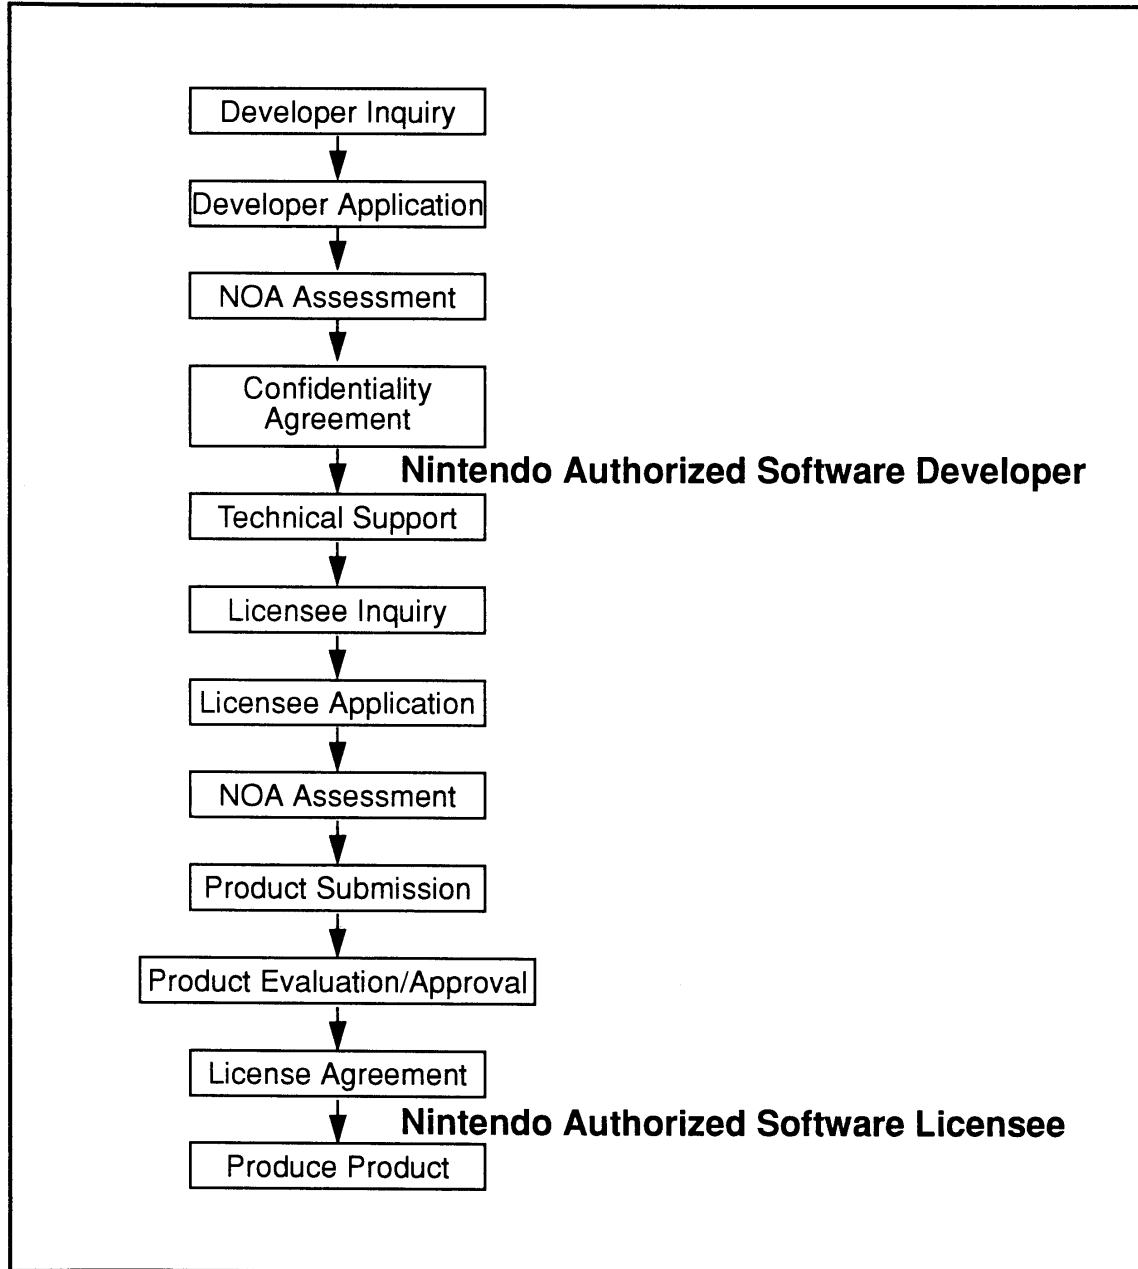 Developer Inquiry
Developer Application
NOA Assessment
Confidentiality
Agreement
Nintendo Authorized Software Developer
Technical Support
Licensee Inquiry
Licensee Application
NOA Assessment
Product Submission
Product Evaluation/Approval
License Agreement
Nintendo Authorized Software Licensee
Produce Product